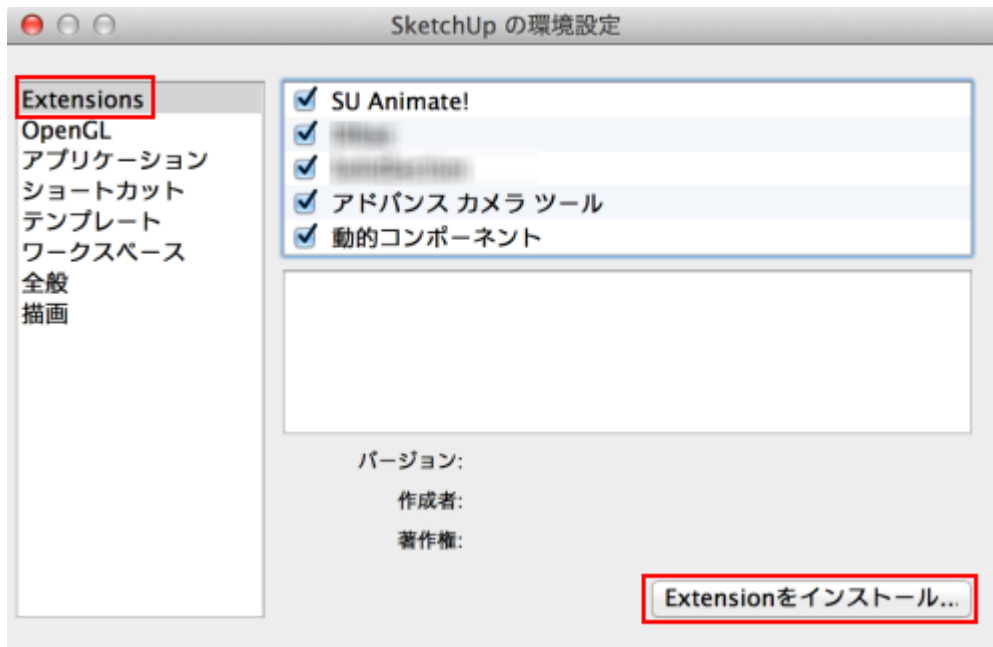 SketchUp の環境設定
Extensions
OpenGL
アプリケーション
ショートカット
テンプレート
ワークスペース
全般
描画
SU Animate!
アドバンス カメラ ツール
動的コンポーネント
バージョン:
作成者:
著作権:
Extensionをインストール...